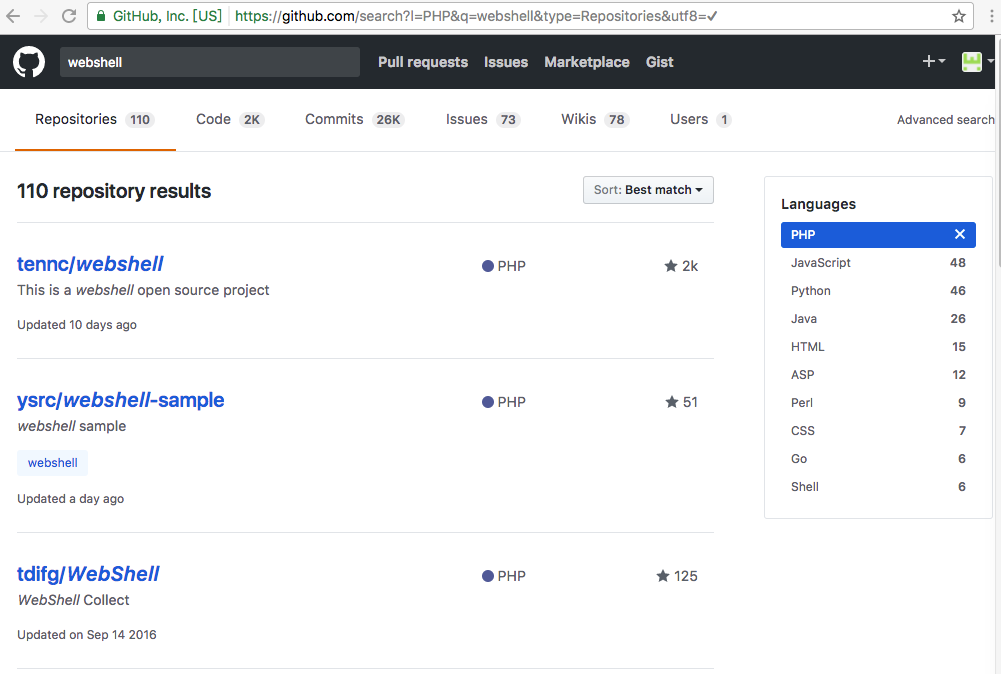 GitHub, Inc. [US] https://github.com/search?l=PHP&q=webshell&type=Repositories&utf8=✓
webshell Pull requests Issues Marketplace Gist
Repositories 110 Code 2K Commits 26K Issues 73 Wikis 78 Users 1 Advanced search
110 repository results
Sort: Best match
tennc/webshell PHP 2k
This is a webshell open source project
Updated 10 days ago
ysrc/webshell-sample PHP 51
webshell sample
webshell
Updated a day ago
tdifg/WebShell PHP 125
WebShell Collect
Updated on Sep 14 2016
Languages
PHP
JavaScript 48
Python 46
Java 26
HTML 15
ASP 12
Perl 9
CSS 7
Go 6
Shell 6